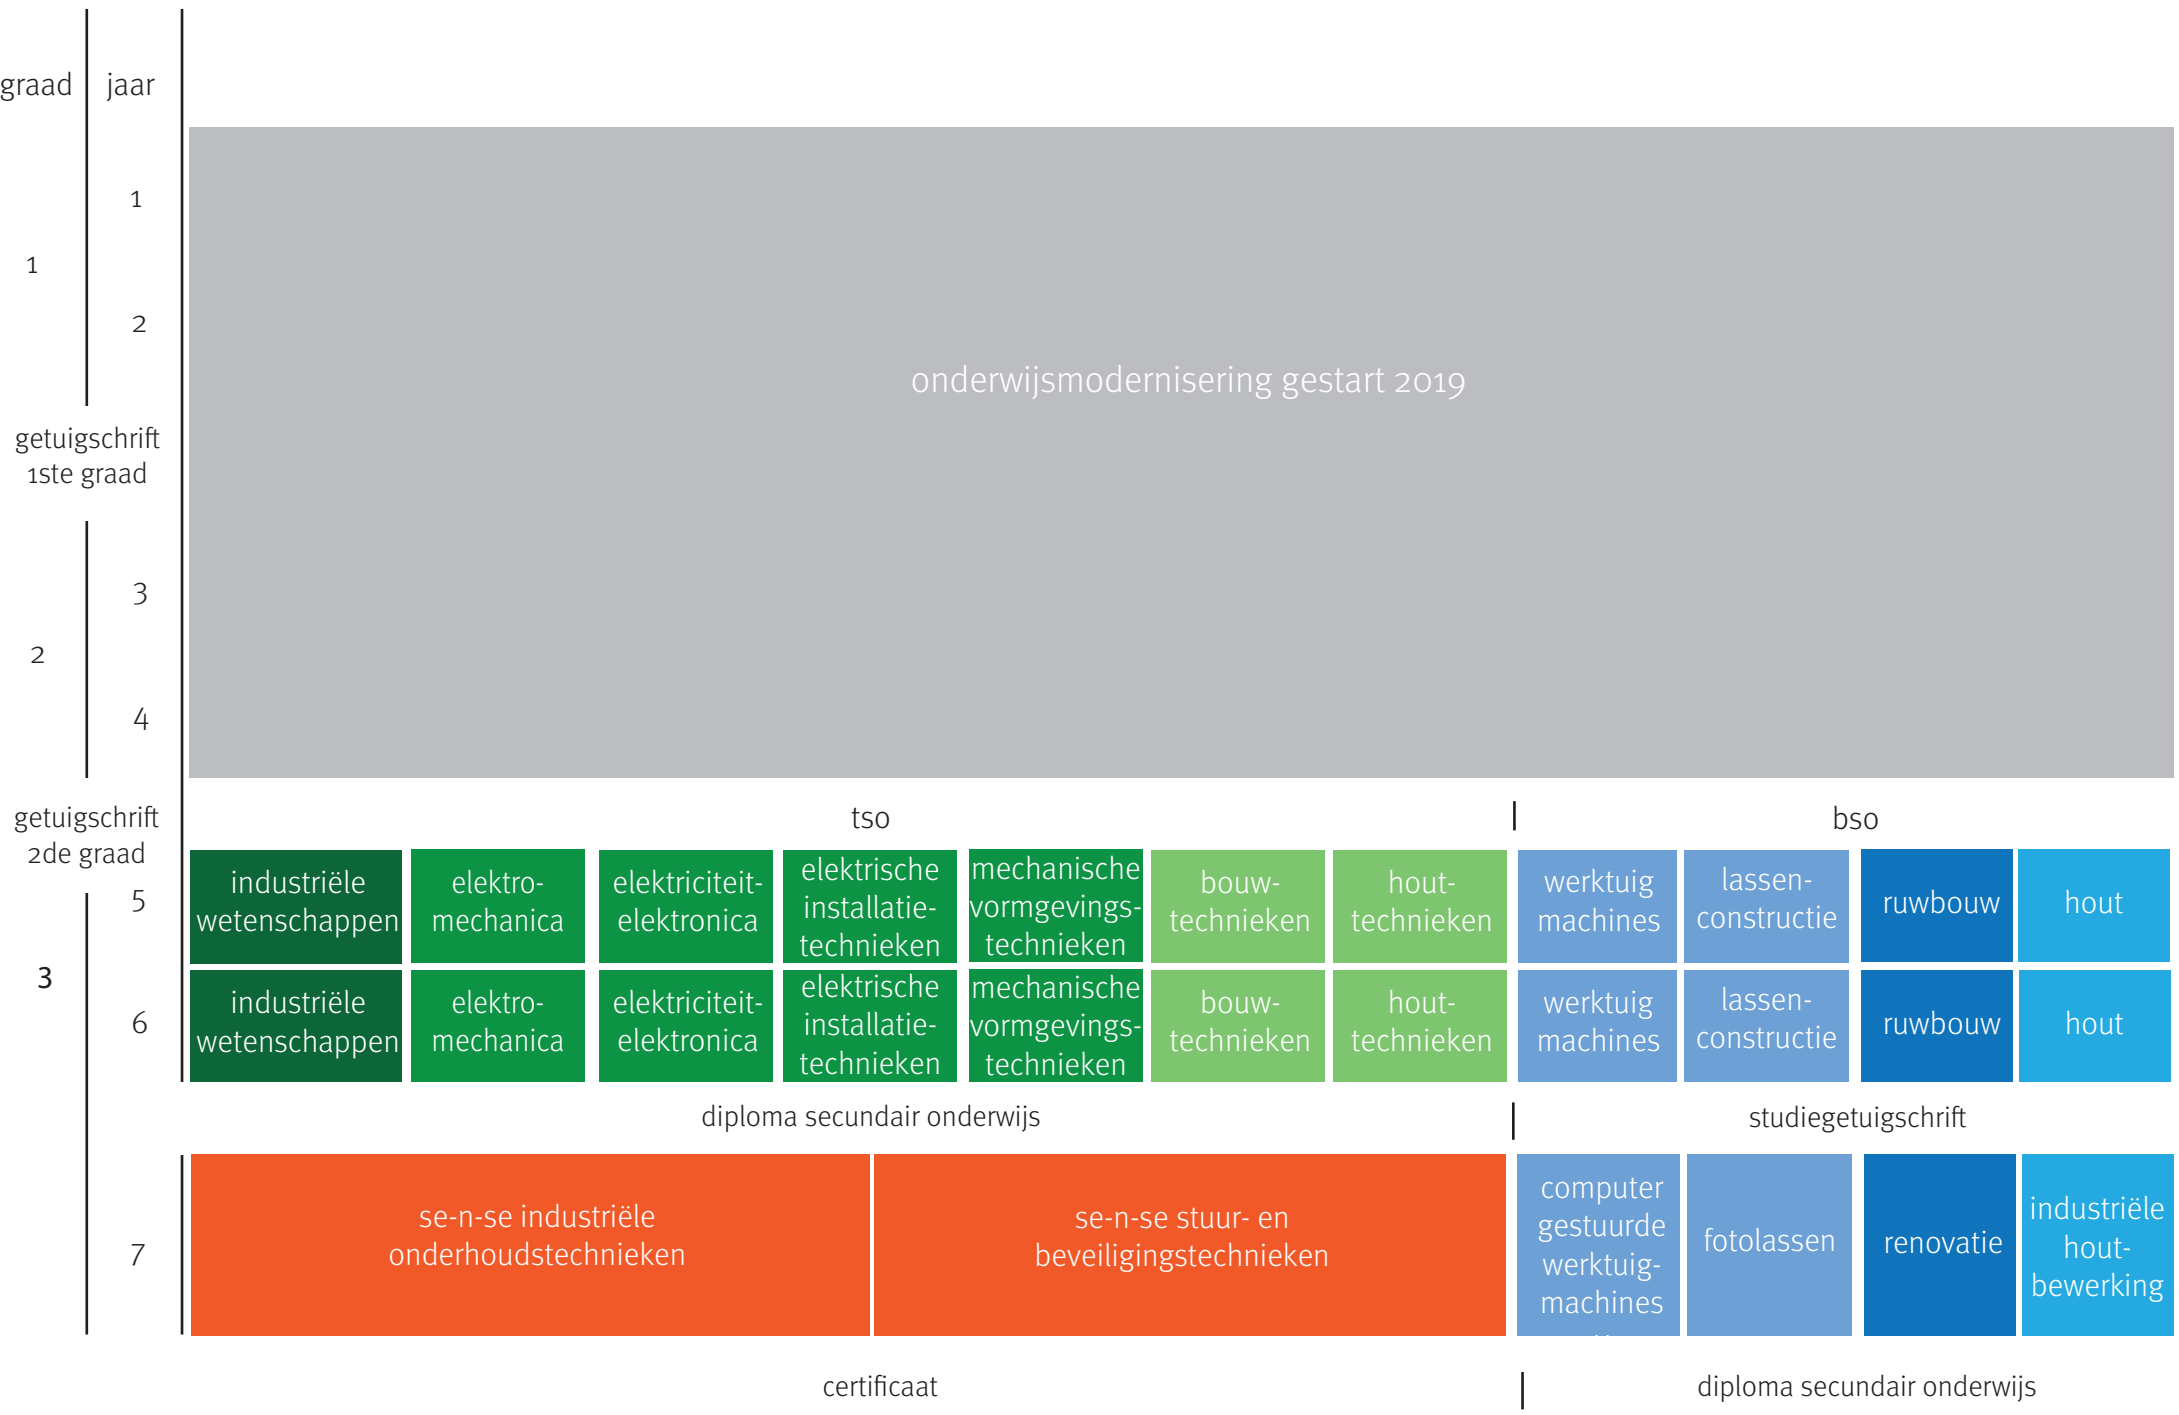 graad
jaar
1
1
2
onderwijsmodernisering gestart 2019
getuigschrift
1ste graad
3
2
4
getuigschrift
2de graad
tso
bso
5
industriële
wetenschappen
elektro-
mechanica
elektriciteit-
elektronica
elektrische
installatie-
technieken
mechanische
vormgevings-
technieken
bouw-
technieken
hout-
technieken
werktuig
machines
lassen-
constructie
ruwbouw
hout
3
6
industriële
wetenschappen
elektro-
mechanica
elektriciteit-
elektronica
elektrische
installatie-
technieken
mechanische
vormgevings-
technieken
bouw-
technieken
hout-
technieken
werktuig
machines
lassen-
constructie
ruwbouw
hout
diploma secundair onderwijs
studiegetuigschrift
7
se-n-se industriële
onderhoudstechnieken
se-n-se stuur- en
beveiligingstechnieken
computer
gestuurde
werktuig-
machines
fotolassen
renovatie
industriële
hout-
bewerking
certificaat
diploma secundair onderwijs